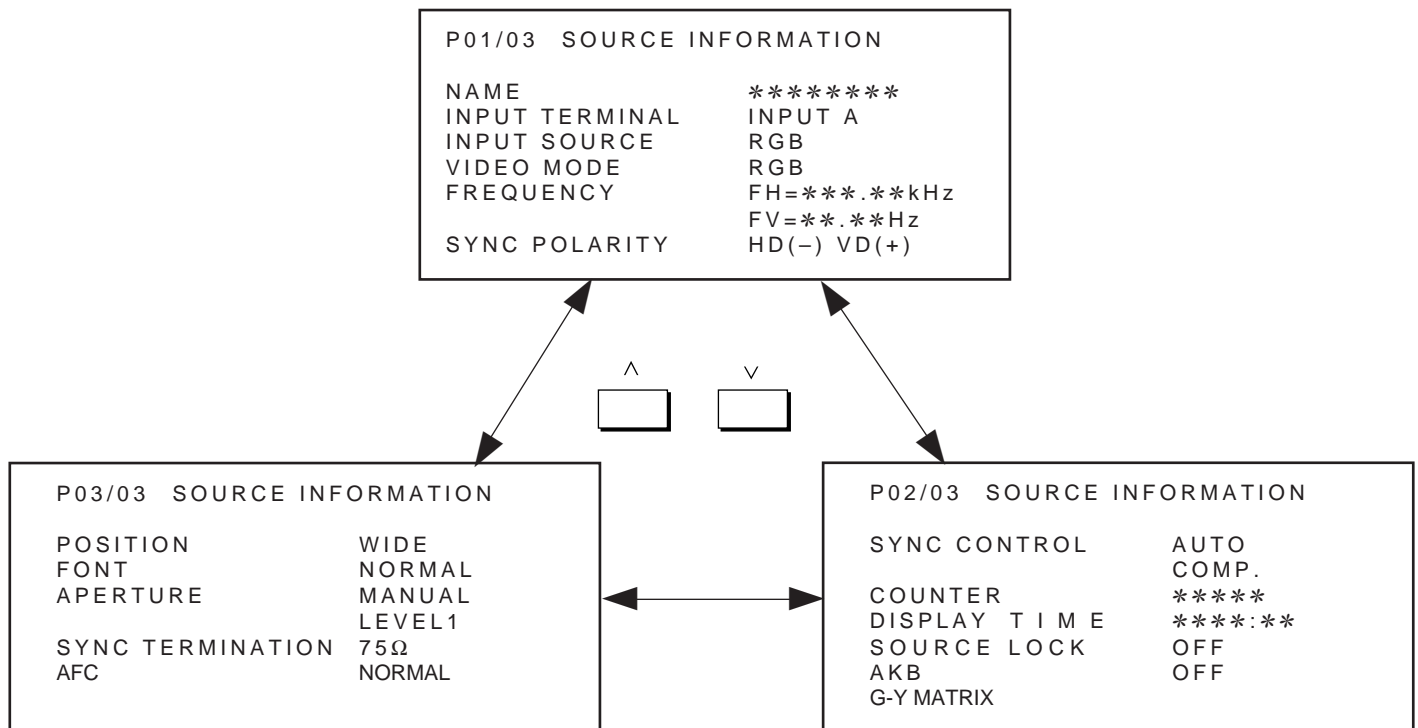 P01/03 SOURCE INFORMATION
NAME ********
INPUT TERMINAL INPUT A
INPUT SOURCE RGB
VIDEO MODE RGB
FREQUENCY FH=***.**kHz
FV=**.**Hz
SYNC POLARITY HD(–) VD(+)
P03/03 SOURCE INFORMATION
POSITION WIDE
FONT NORMAL
APERTURE MANUAL
LEVEL1
SYNC TERMINATION 75Ω
AFC NORMAL
P02/03 SOURCE INFORMATION
SYNC CONTROL AUTO
COMP.
COUNTER *****
DISPLAY TIME ****:**
SOURCE LOCK OFF
AKB OFF
G-Y MATRIX